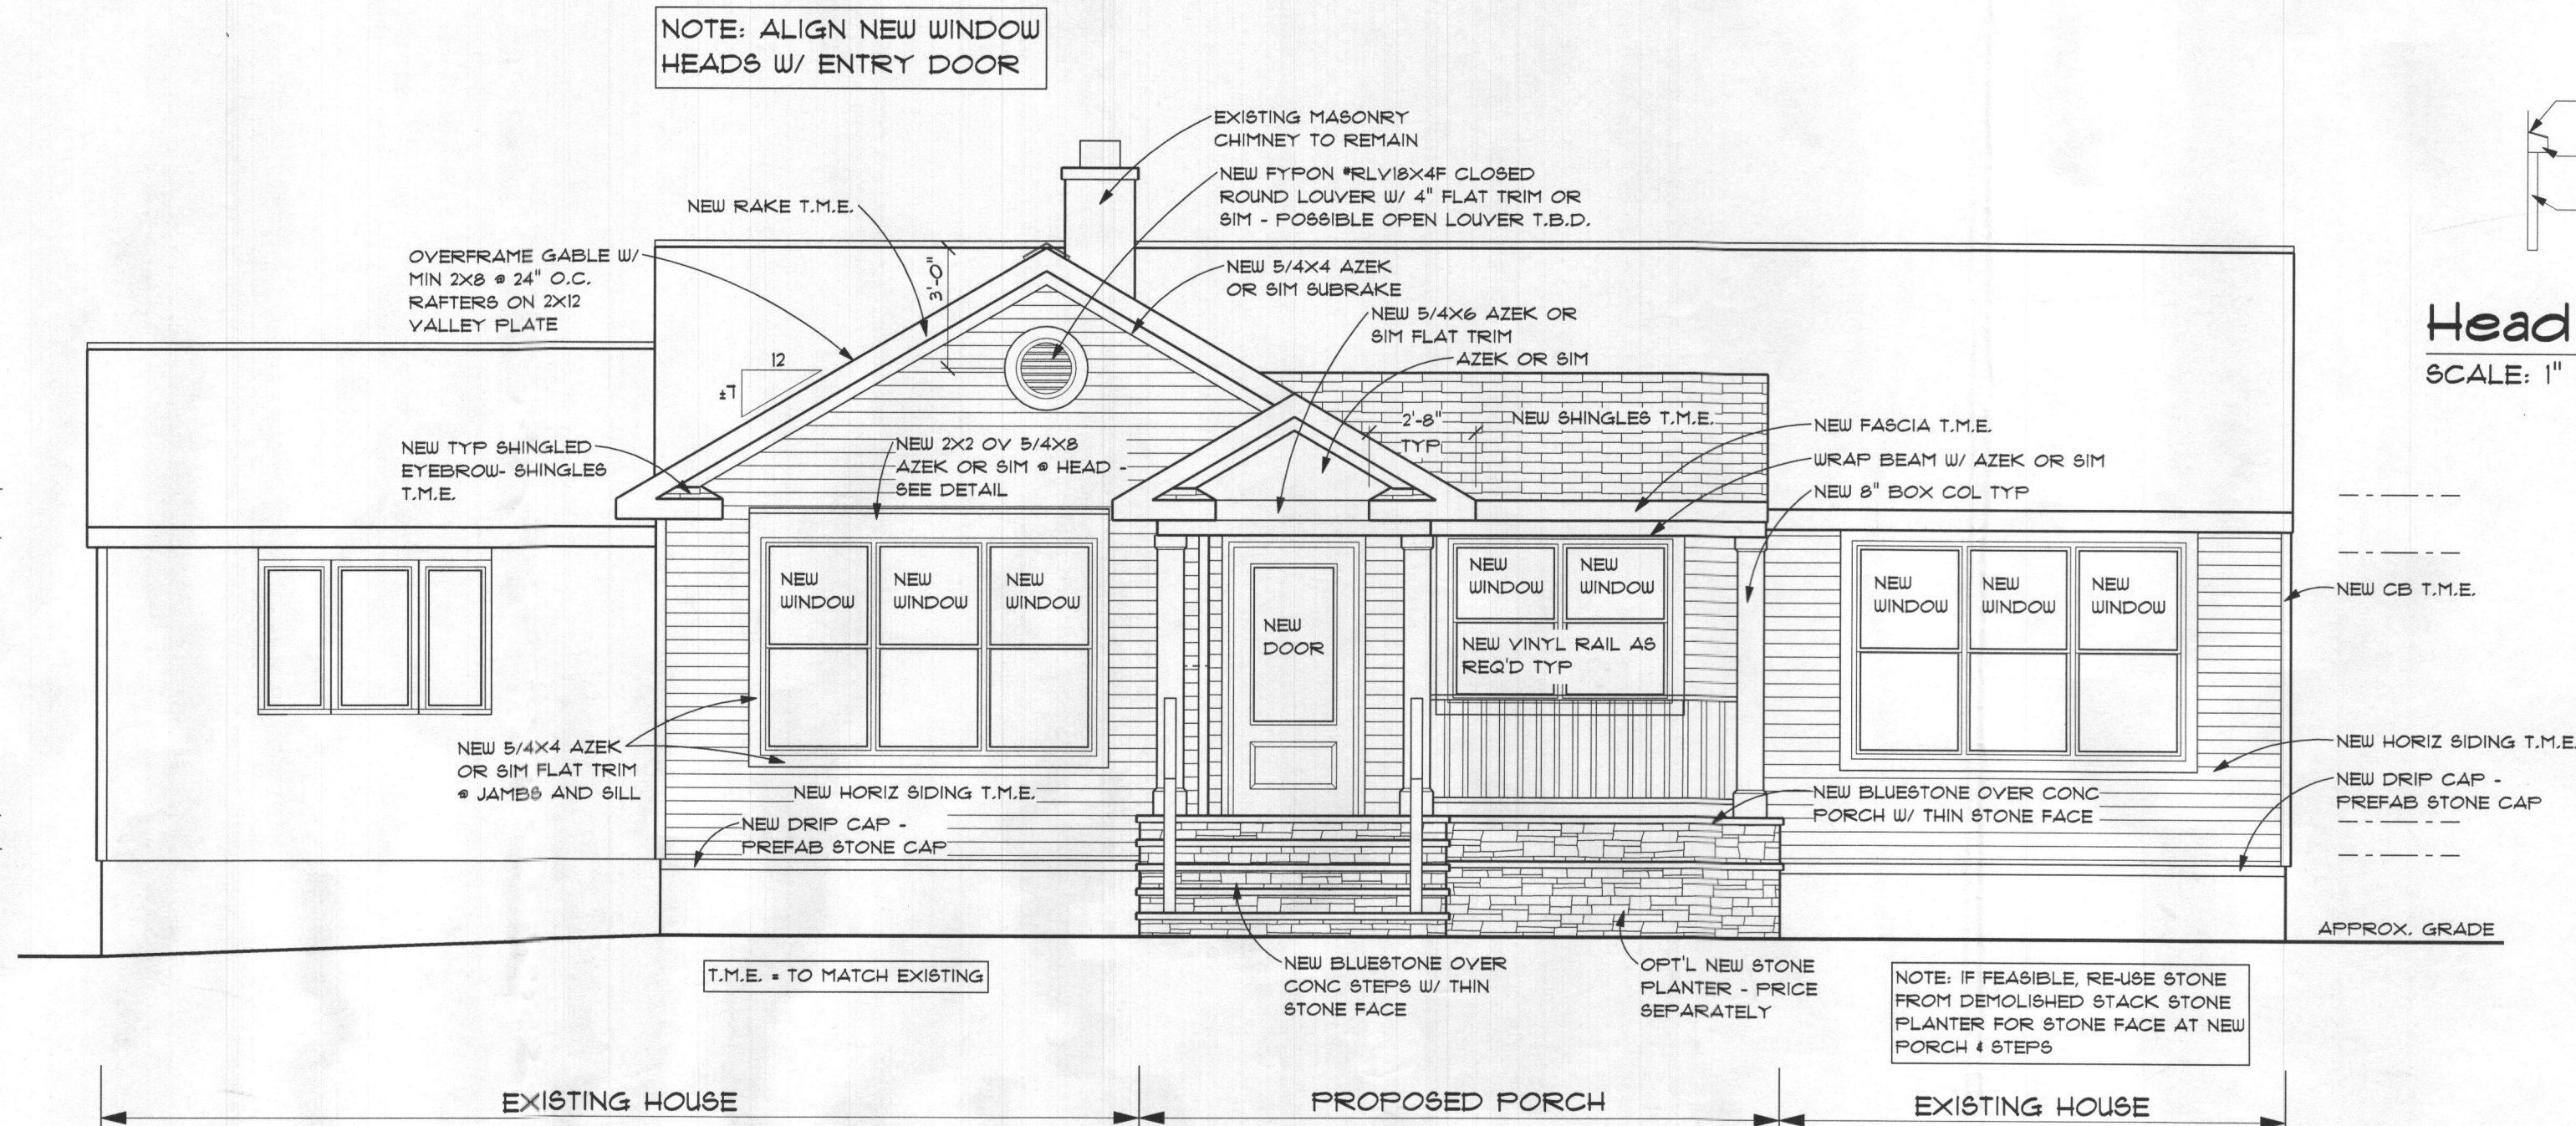 NOTE: ALIGN NEW WINDOW
HEADS W/ ENTRY DOOR
EXISTING MASONRY
CHIMNEY TO REMAIN
NEW FYPON #RLV18X4F CLOSED
ROUND LOUVER W/ 4" FLAT TRIM OR
SIM - POSSIBLE OPEN LOUVER T.B.D.
NEW RAKE T.M.E.
OVERFRAME GABLE W/
MIN 2X8 @ 24" O.C.
RAFTERS ON 2X12
VALLEY PLATE
3'-0"
NEW 5/4X4 AZEK
OR SIM SUBRAKE
NEW 5/4X6 AZEK OR
SIM FLAT TRIM
AZEK OR SIM
Head
SCALE: 1"
12
±7
2'-8"
TYP
NEW SHINGLES T.M.E.
NEW FASCIA T.M.E.
WRAP BEAM W/ AZEK OR SIM
NEW 8" BOX COL TYP
NEW TYP SHINGLED
EYEBROW- SHINGLES
T.M.E.
NEW 2X2 OV 5/4X8
AZEK OR SIM @ HEAD -
SEE DETAIL
NEW
WINDOW
NEW
WINDOW
NEW
WINDOW
NEW
DOOR
NEW
WINDOW
NEW
WINDOW
NEW VINYL RAIL AS
REQ'D TYP
NEW
WINDOW
NEW
WINDOW
NEW
WINDOW
NEW CB T.M.E.
NEW 5/4X4 AZEK
OR SIM FLAT TRIM
@ JAMBS AND SILL
NEW HORIZ SIDING T.M.E.
NEW DRIP CAP -
PREFAB STONE CAP
NEW HORIZ SIDING T.M.E.
NEW DRIP CAP -
PREFAB STONE CAP
NEW BLUESTONE OVER CONC
PORCH W/ THIN STONE FACE
APPROX. GRADE
T.M.E. = TO MATCH EXISTING
NEW BLUESTONE OVER
CONC STEPS W/ THIN
STONE FACE
OPT'L NEW STONE
PLANTER - PRICE
SEPARATELY
NOTE: IF FEASIBLE, RE-USE STONE
FROM DEMOLISHED STACK STONE
PLANTER FOR STONE FACE AT NEW
PORCH & STEPS
EXISTING HOUSE
PROPOSED PORCH
EXISTING HOUSE